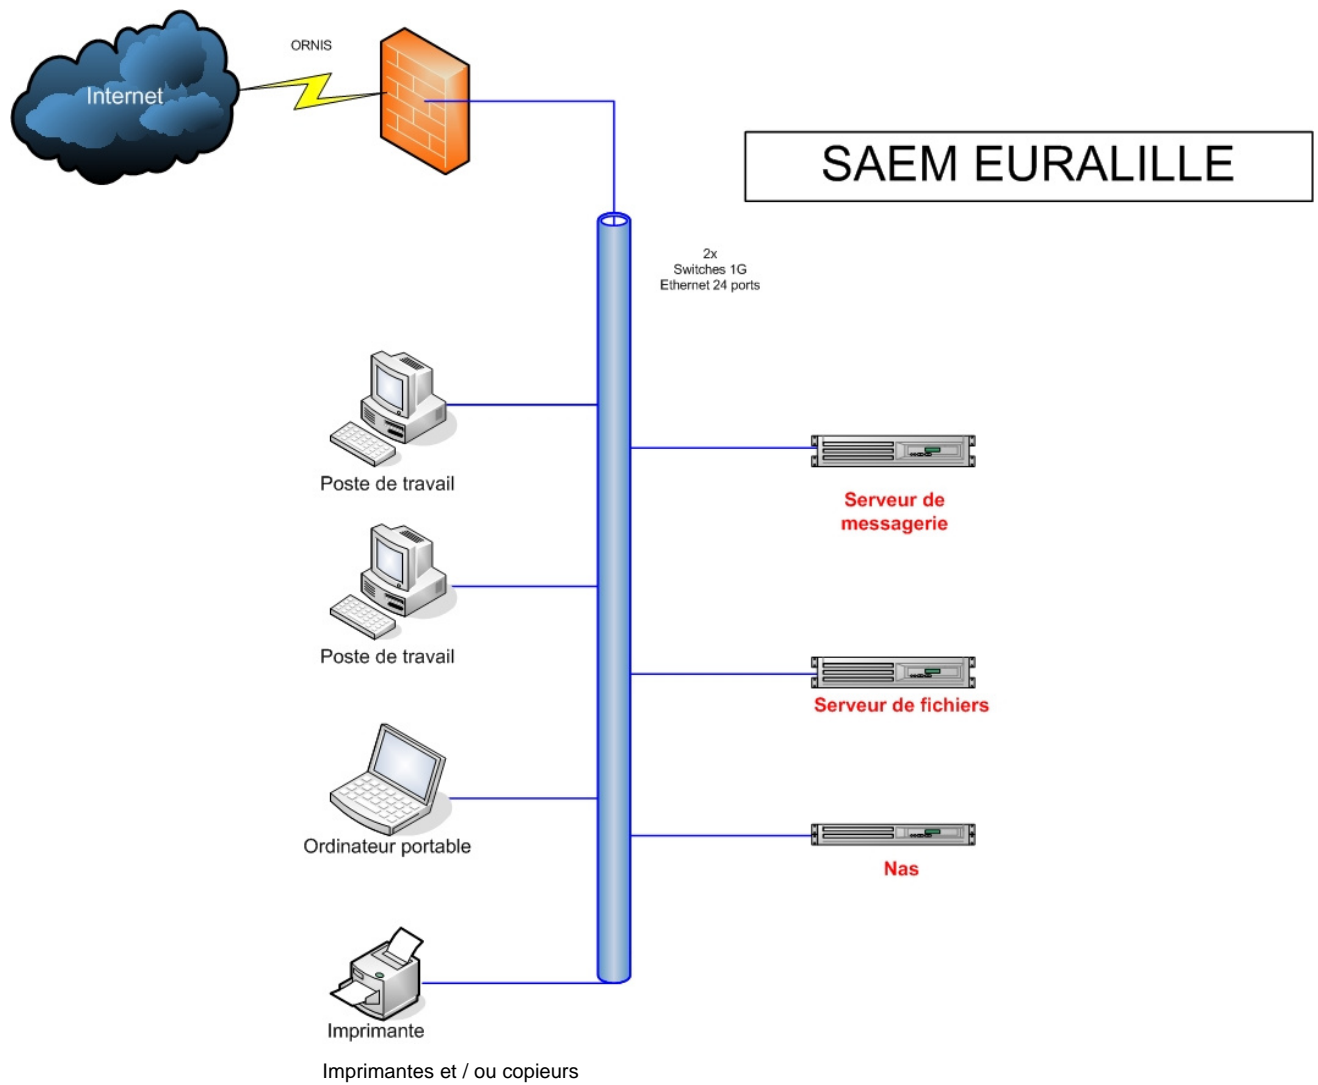 ORNIS
Internet
SAEM EURALILLE
2x
Switches 1G
Ethernet 24 ports
Poste de travail
Serveur de
messagerie
Poste de travail
Serveur de fichiers
Ordinateur portable
Nas
Imprimante
Imprimantes et / ou copieurs